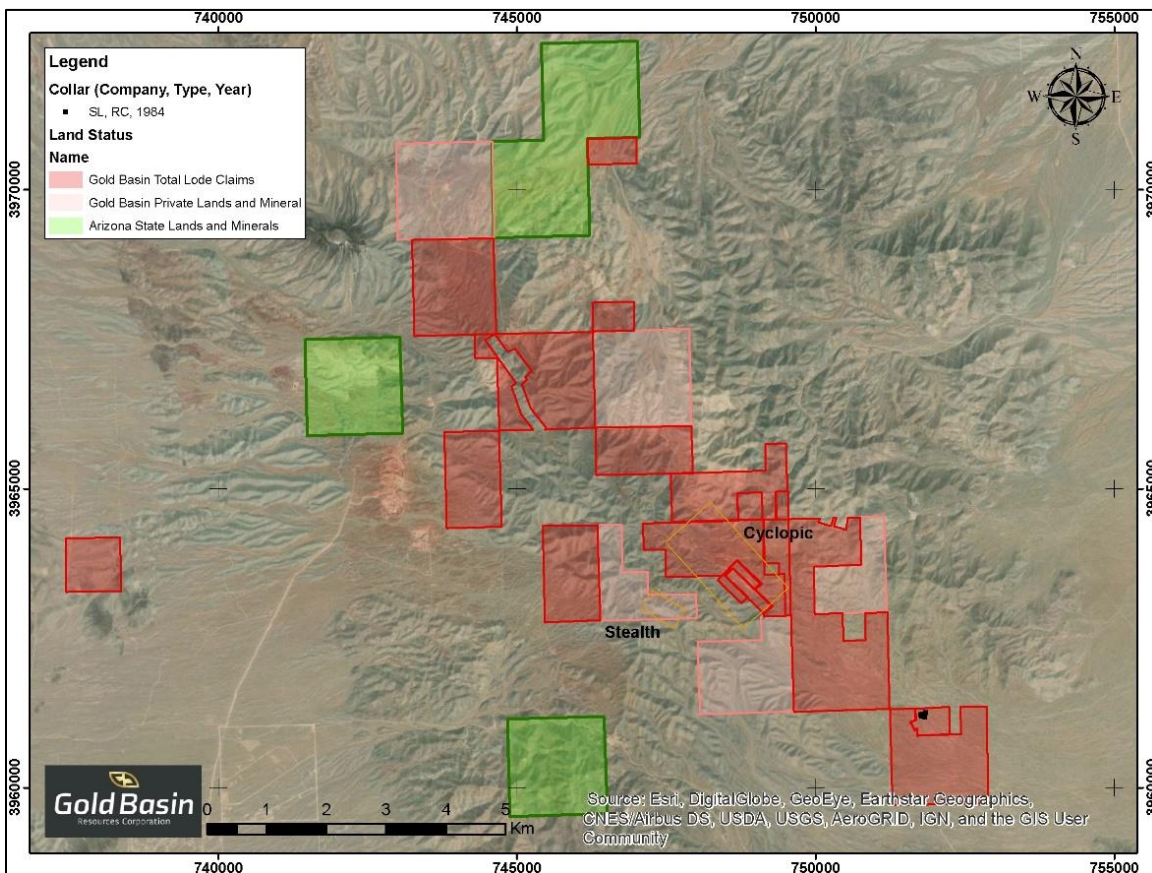 740000 745000 750000 755000
Legend
Collar (Company, Type, Year)
SL, RC, 1984
Land Status
Name
Gold Basin Total Lode Claims
Gold Basin Private Lands and Mineral
Arizona State Lands and Minerals
N
W E
S
3970000 3970000
3965000 3965000
Cyclopic
Stealth
3960000 3960000
Gold Basin
Resources Corporation
0 1 2 3 4 5
Km
Source: Esri, DigitalGlobe, GeoEye, Earthstar Geographics,
CNES/Airbus DS, USDA, USGS, AeroGRID, IGN, and the GIS User
Community
740000 745000 750000 755000